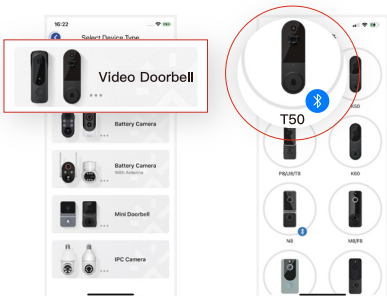 16:22
Select Device Type
Video Doorbell
Battery Camera
Battery Camera
With Antenna
Mini Doorbell
IPC Camera
T50
K50
P8/U8/T8
K60
N8
M8/F8